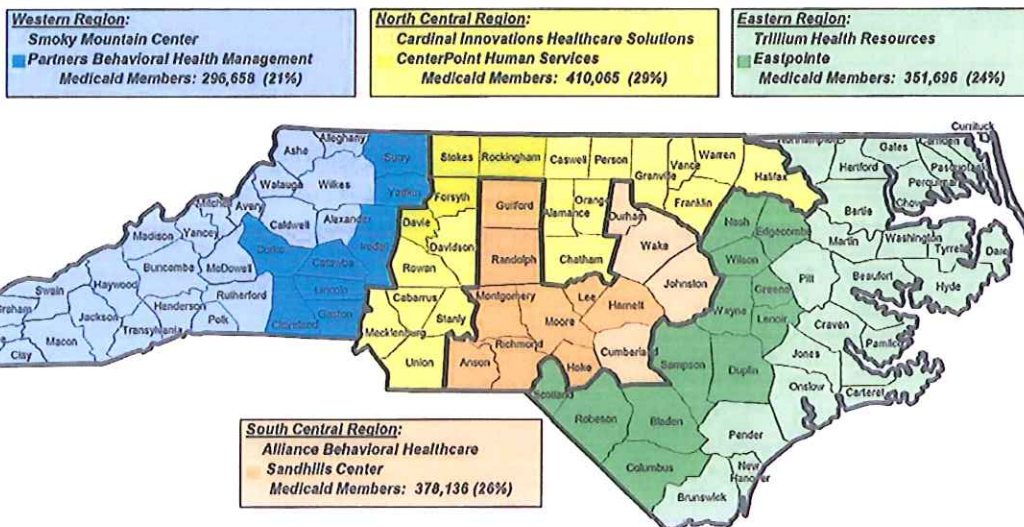 Western Region:
Smoky Mountain Center
Partners Behavioral Health Management
Medicaid Members: 296,658 (21%)
North Central Region:
Cardinal Innovations Healthcare Solutions
CenterPoint Human Services
Medicaid Members: 410,065 (29%)
Eastern Region:
Trillium Health Resources
Eastpointe
Medicaid Members: 351,696 (24%)
Currituck
Ashe
Alleghany
Surry
Stokes
Rockingham
Caswell
Person
Granville
Vance
Warren
Halifax
Northampton
Gates
Camden
Hertford
Pasquotank
Perquimans
Chow
Watauga
Wilkes
Yadkin
Forsyth
Guilford
Alamance
Orang
Durham
Franklin
Nash
Edgecombe
Bertie
Mitchell
Avery
Caldwell
Alexander
Iredell
Davie
Davidson
Randolph
Chatham
Wake
Wilson
Martin
Washington
Tyrrell
Dare
Madison
Yancey
Burke
Catawba
Rowan
Johnston
Greene
Pitt
Beaufort
Hyde
Buncombe
McDowell
Lincoln
Swain
Haywood
Rutherford
Gaston
Cabarrus
Stanly
Montgomery
Lee
Harnett
Wayne
Lenoir
Craven
Pamlico
Graham
Jackson
Henderson
Polk
Cleveland
Mecklenburg
Moore
Macon
Transylvania
Clay
Union
Anson
Richmond
Hoke
Cumberland
Sampson
Duplin
Jones
Onslow
Carteret
Scotland
Robeson
Bladen
Pender
Columbus
New
Hanover
Brunswick
South Central Region:
Alliance Behavioral Healthcare
Sandhills Center
Medicaid Members: 378,136 (26%)